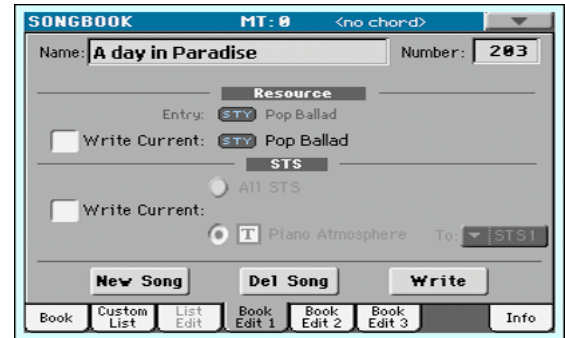 SONGBOOK MT:0 <no chord>
Name: A day in Paradise Number: 203
Resource
Entry: STY Pop Ballad
Write Current: STY Pop Ballad
STS
All STS
Write Current:
T Piano Atmosphere To: STS1
New Song Del Song Write
Book Custom List List Edit Book Edit 1 Book Edit 2 Book Edit 3 Info